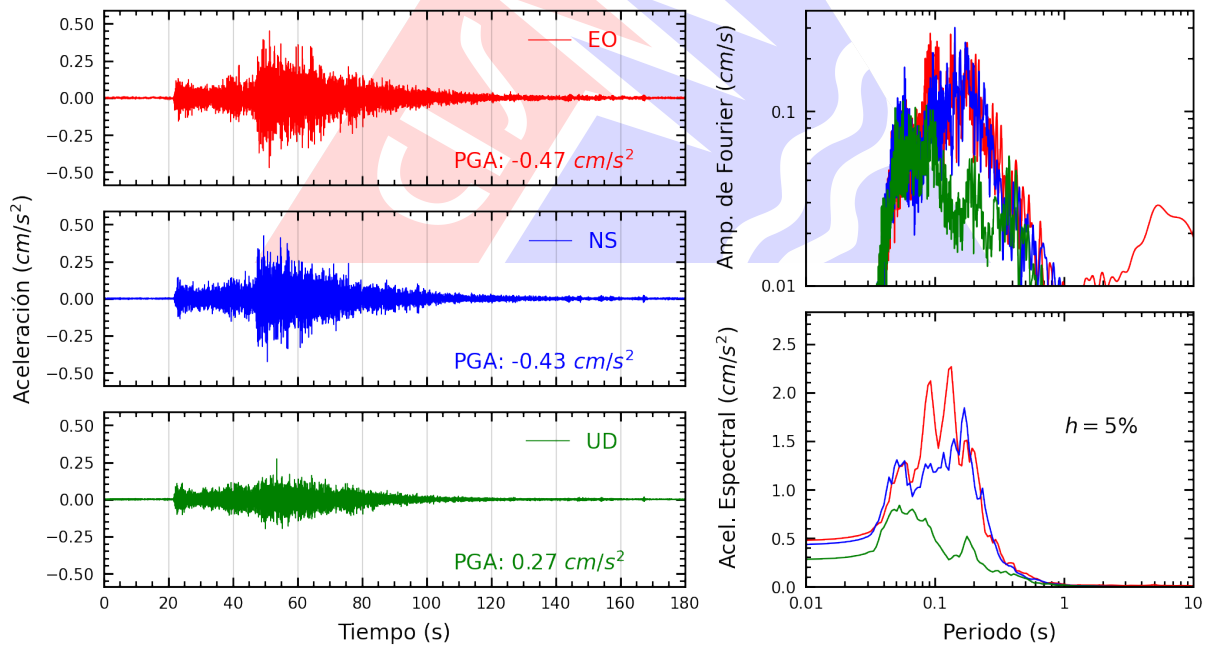 Aceleración (cm/s²)
0.50
0.25
0.00
−0.25
−0.50
EO
PGA: -0.47 cm/s²
0.50
0.25
0.00
−0.25
−0.50
NS
PGA: -0.43 cm/s²
0.50
0.25
0.00
−0.25
−0.50
UD
PGA: 0.27 cm/s²
0 20 40 60 80 100 120 140 160 180
Tiempo (s)
Amp. de Fourier (cm/s)
0.1
0.01
Acel. Espectral (cm/s²)
2.5
2.0
1.5
1.0
0.5
0.0
h = 5%
0.01 0.1 1 10
Periodo (s)